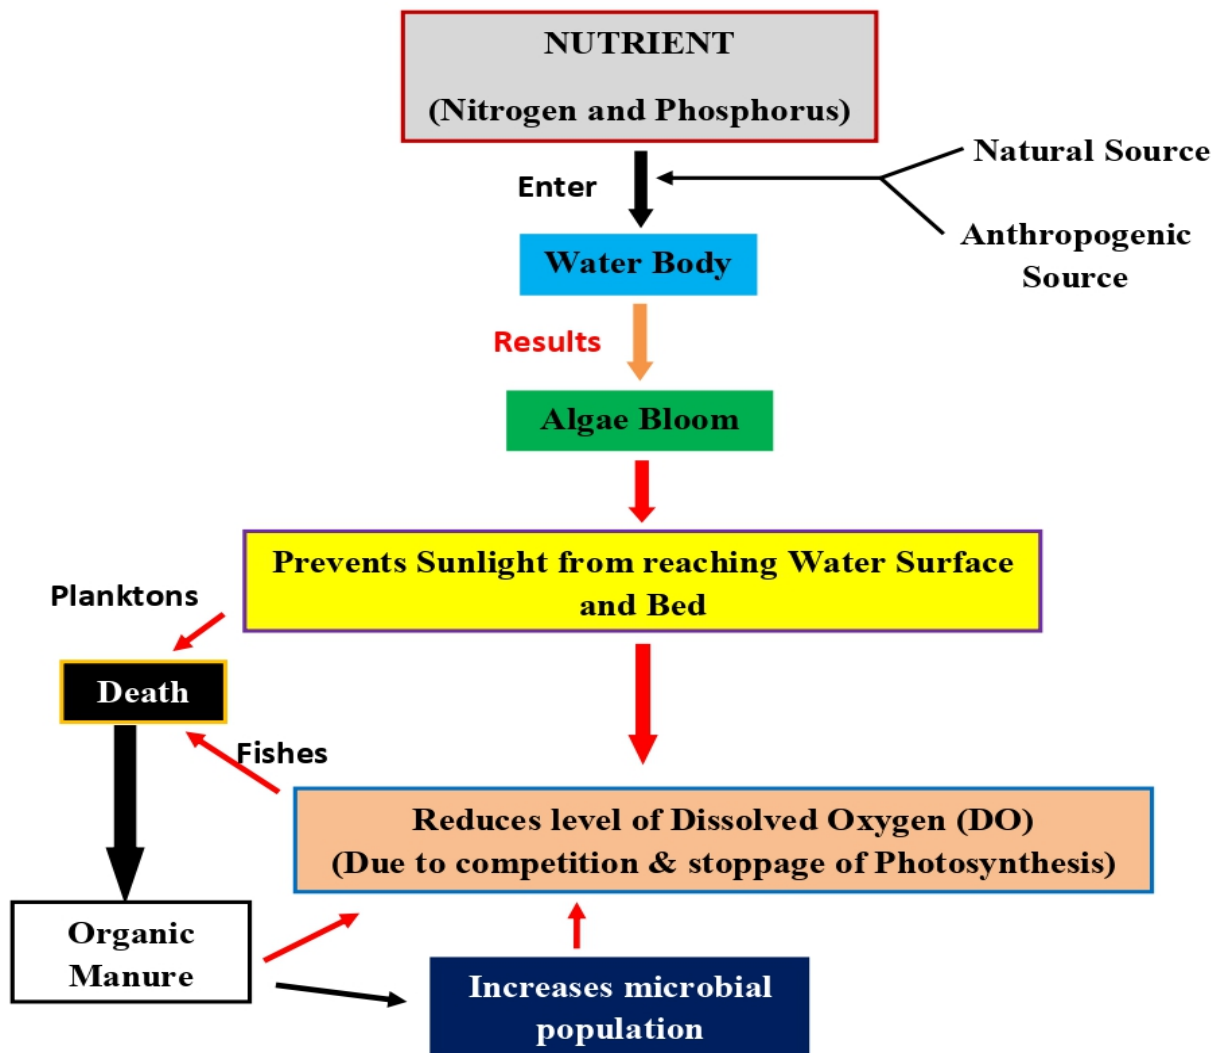 NUTRIENT
(Nitrogen and Phosphorus)
Natural Source
Enter
Anthropogenic
Source
Water Body
Results
Algae Bloom
Prevents Sunlight from reaching Water Surface
and Bed
Planktons
Death
Fishes
Reduces level of Dissolved Oxygen (DO)
(Due to competition & stoppage of Photosynthesis)
Organic
Manure
Increases microbial
population